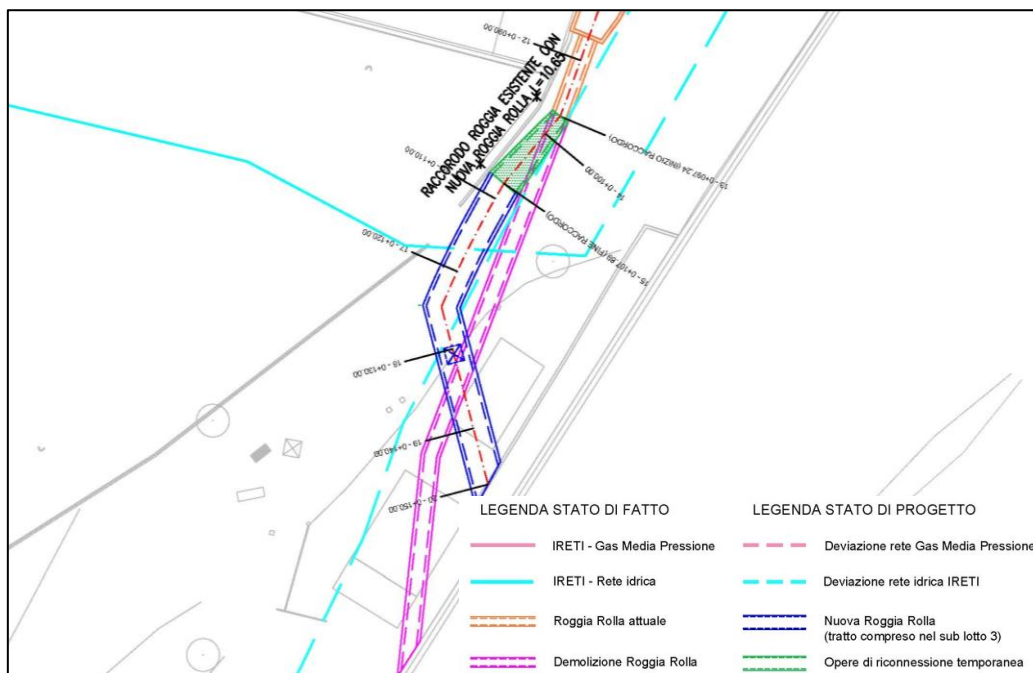 12 - 0+090.00
RACCORODO ROGGIA ESISTENTE CON
NUOVA ROGGIA ROLLA L=10.65
13 - 0+097.24 (INIZIO RACCORDO)
14 - 0+100.00
0+110.00
15 - 0+107.89 (FINE RACCORDO)
17 - 0+120.00
18 - 0+130.00
19 - 0+140.00
20 - 0+150.00
LEGENDA STATO DI FATTO
IRETI - Gas Media Pressione
IRETI - Rete idrica
Roggia Rolla attuale
Demolizione Roggia Rolla
LEGENDA STATO DI PROGETTO
Deviazione rete Gas Media Pressione
Deviazione rete idrica IRETI
Nuova Roggia Rolla
(tratto compreso nel sub lotto 3)
Opere di riconnessione temporanea